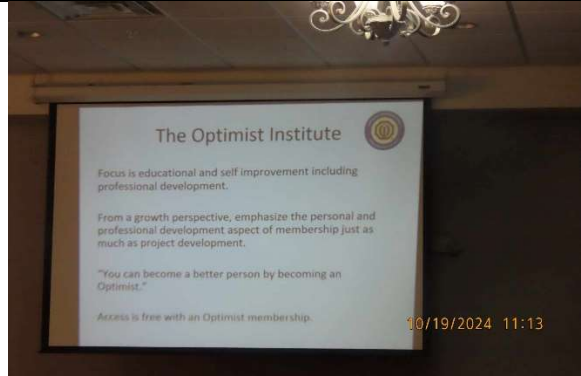 The Optimist Institute
Focus is educational and self improvement including
professional development.
From a growth perspective, emphasize the personal and
professional development aspect of membership just as
much as project development.
"You can become a better person by becoming an
Optimist."
Access is free with an Optimist membership.
10/19/2024 11:13